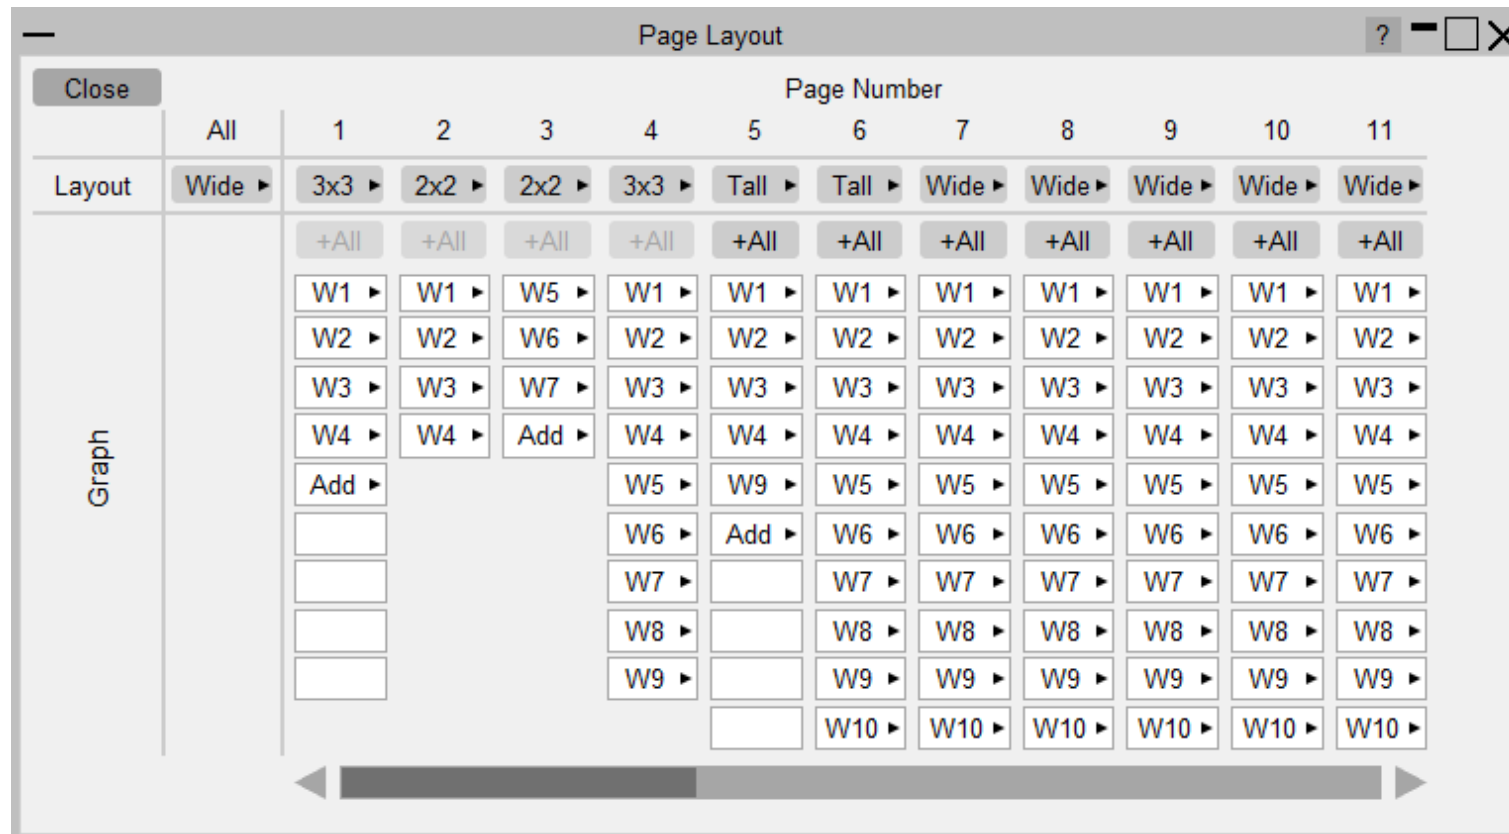 Page Layout ?
Close Page Number
All 1 2 3 4 5 6 7 8 9 10 11
Layout Wide 3x3 2x2 2x2 3x3 Tall Tall Wide Wide Wide Wide Wide
+All +All +All +All +All +All +All +All +All +All +All
W1 W1 W5 W1 W1 W1 W1 W1 W1 W1 W1
W2 W2 W6 W2 W2 W2 W2 W2 W2 W2 W2
W3 W3 W7 W3 W3 W3 W3 W3 W3 W3 W3
Graph W4 W4 Add W4 W4 W4 W4 W4 W4 W4 W4
Add W5 W9 W5 W5 W5 W5 W5 W5
W6 Add W6 W6 W6 W6 W6 W6
W7 W7 W7 W7 W7 W7 W7
W8 W8 W8 W8 W8 W8 W8
W9 W9 W9 W9 W9 W9 W9
W10 W10 W10 W10 W10 W10